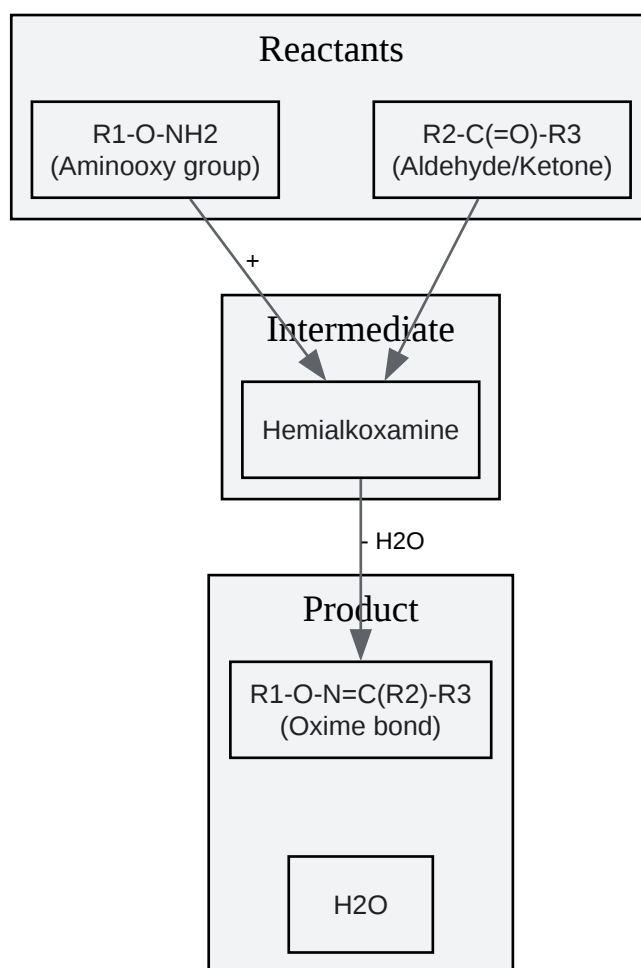 Reactants
R1-O-NH2
(Aminooxy group)
R2-C(=O)-R3
(Aldehyde/Ketone)
+
Intermediate
Hemialkoxamine
- H2O
Product
R1-O-N=C(R2)-R3
(Oxime bond)
H2O